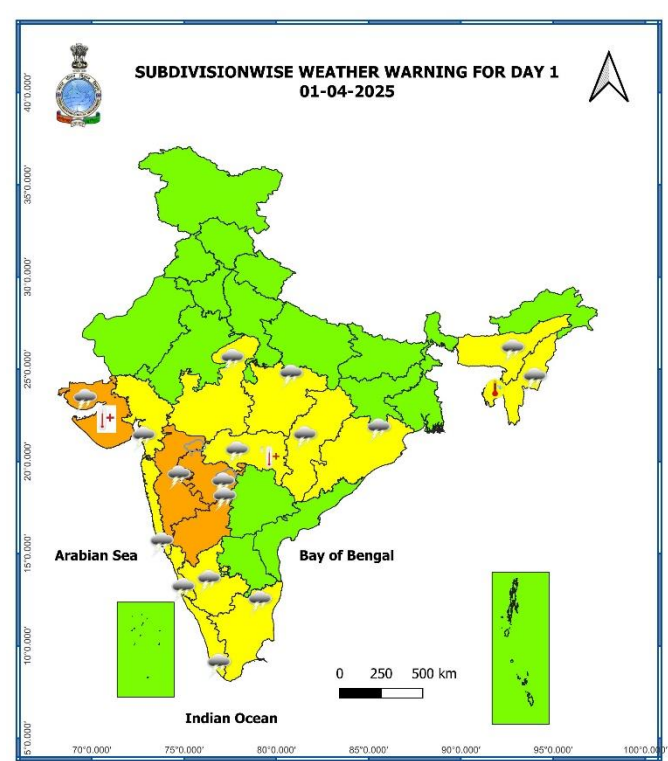 SUBDIVISIONWISE WEATHER WARNING FOR DAY 1
01-04-2025
40°0.000'
35°0.000'
30°0.000'
25°0.000'
20°0.000'
15°0.000'
10°0.000'
5°0.000'
Arabian Sea
Bay of Bengal
0 250 500 km
Indian Ocean
70°0.000' 75°0.000' 80°0.000' 85°0.000' 90°0.000' 95°0.000' 100°0.000'